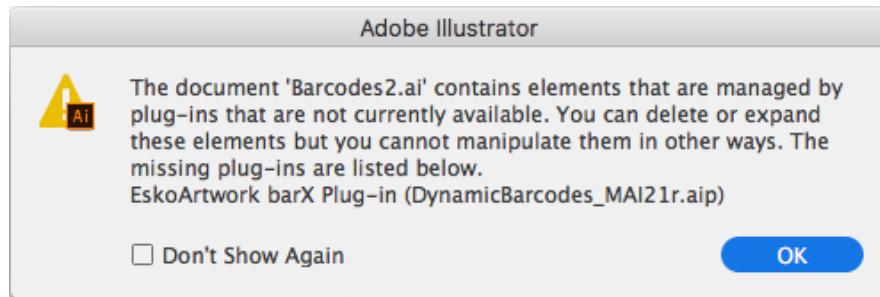 Adobe Illustrator
The document 'Barcodes2.ai' contains elements that are managed by
plug-ins that are not currently available. You can delete or expand
these elements but you cannot manipulate them in other ways. The
missing plug-ins are listed below.
EskoArtwork barX Plug-in (DynamicBarcodes_MAI21r.aip)
Ai
Don't Show Again
OK